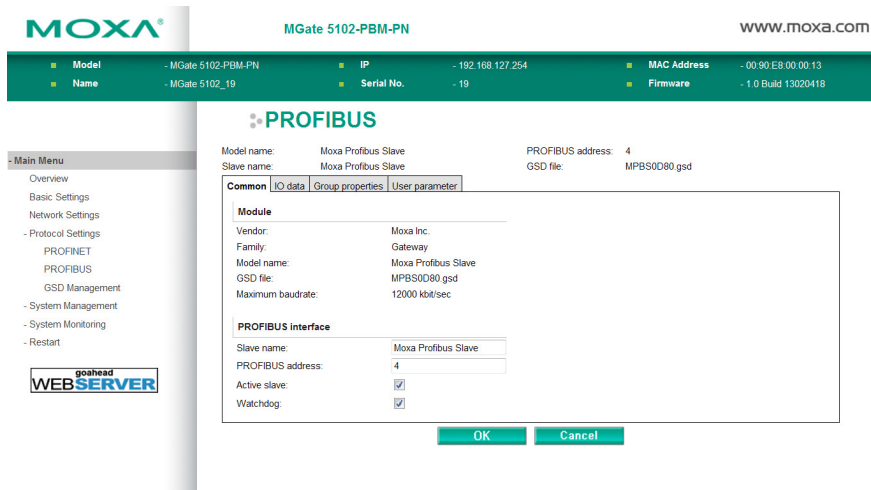 MOXA® MGate 5102-PBM-PN www.moxa.com
Model - MGate 5102-PBM-PN IP - 192.168.127.254 MAC Address - 00:90:E8:00:00:13
Name - MGate 5102_19 Serial No. - 19 Firmware - 1.0 Build 13020418
- Main Menu
Overview
Basic Settings
Network Settings
- Protocol Settings
PROFINET
PROFIBUS
GSD Management
- System Management
- System Monitoring
- Restart
goahead
WEBSERVER
PROFIBUS
Model name: Moxa Profibus Slave PROFIBUS address: 4
Slave name: Moxa Profibus Slave GSD file: MPBS0D80.gsd
Common IO data Group properties User parameter
Module
Vendor: Moxa Inc.
Family: Gateway
Model name: Moxa Profibus Slave
GSD file: MPBS0D80.gsd
Maximum baudrate: 12000 kbit/sec
PROFIBUS interface
Slave name: Moxa Profibus Slave
PROFIBUS address: 4
Active slave:
Watchdog:
OK Cancel